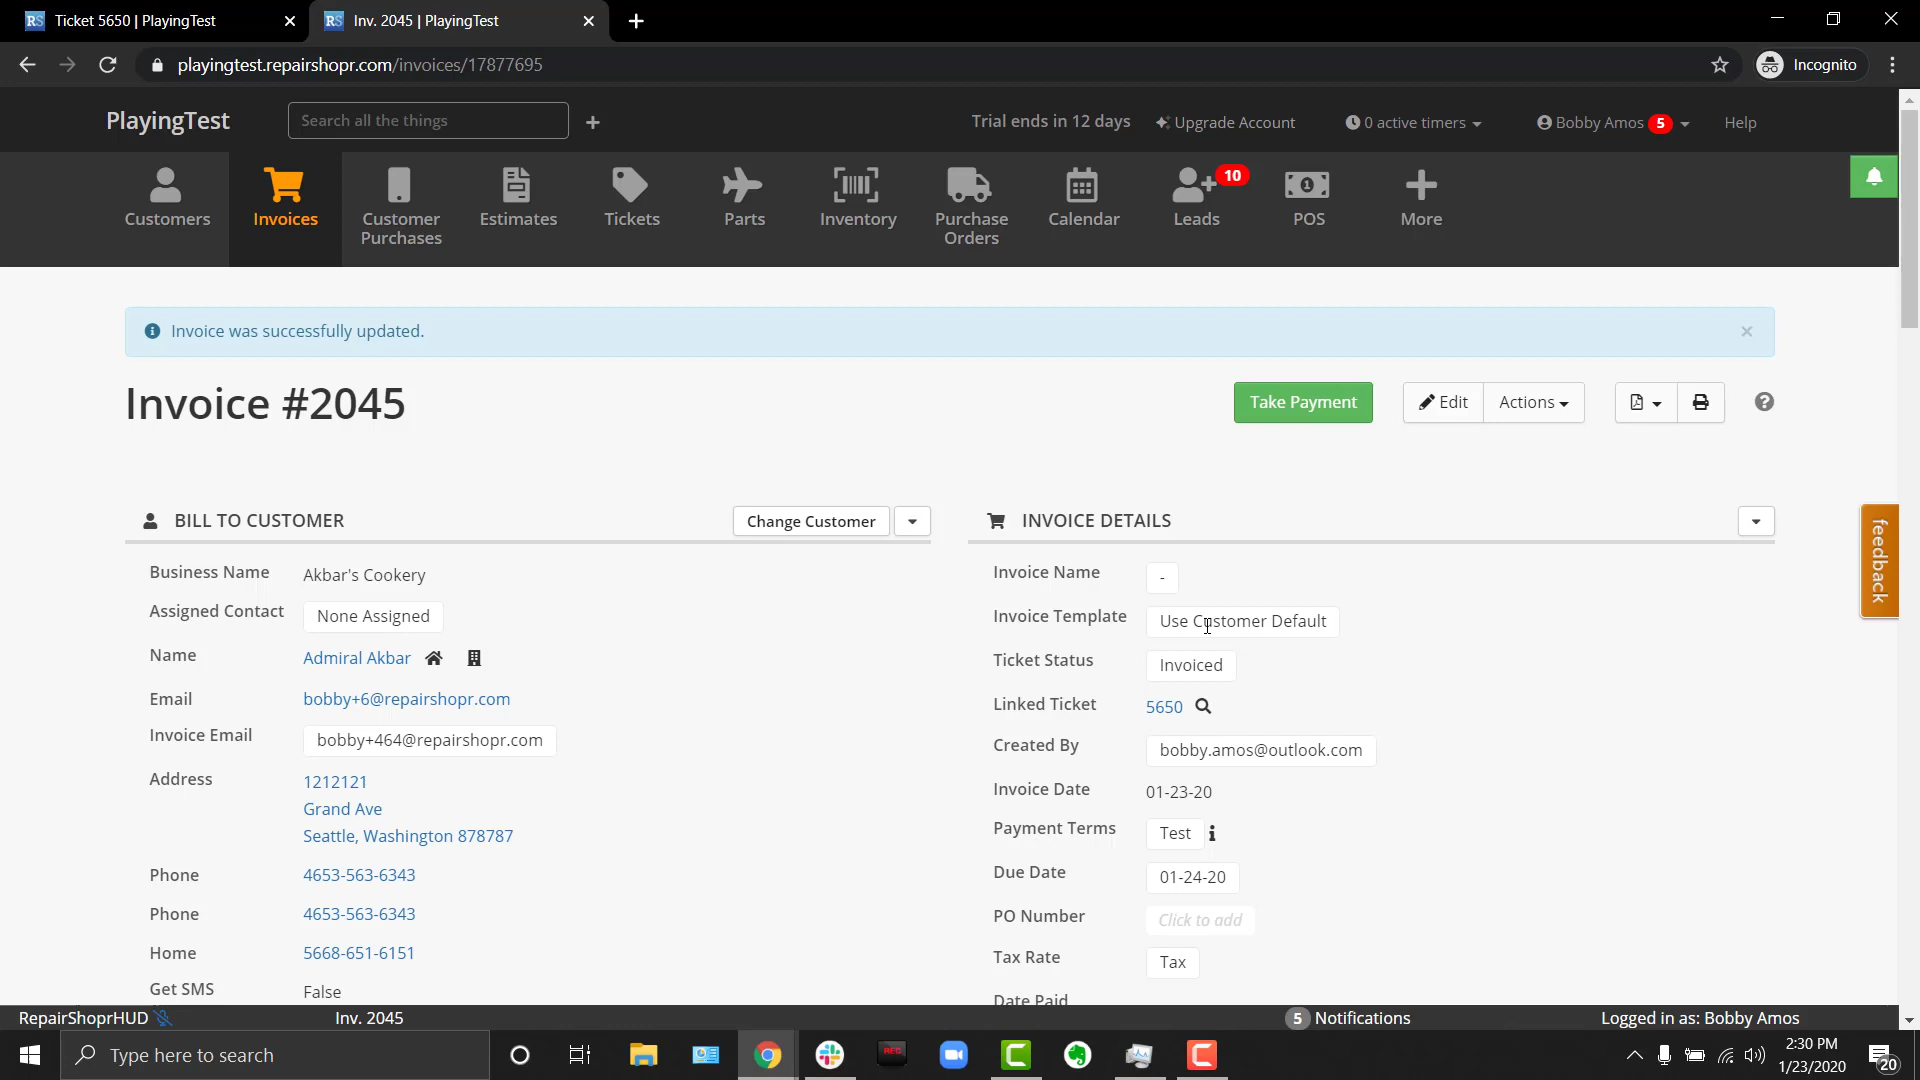 Ticket 5650 | PlayingTest
Inv. 2045 | PlayingTest
playingtest.repairshopr.com/invoices/17877695
Incognito
PlayingTest
Search all the things
Trial ends in 12 days
Upgrade Account
0 active timers
Bobby Amos 5
Help
Customers
Invoices
Customer
Purchases
Estimates
Tickets
Parts
Inventory
Purchase
Orders
Calendar
10
Leads
POS
More
Invoice was successfully updated.
Invoice #2045
Take Payment
Edit
Actions
BILL TO CUSTOMER
Change Customer
Business Name Akbar's Cookery
Assigned Contact None Assigned
Name Admiral Akbar
Email bobby+6@repairshopr.com
Invoice Email bobby+464@repairshopr.com
Address 1212121
Grand Ave
Seattle, Washington 878787
Phone 4653-563-6343
Phone 4653-563-6343
Home 5668-651-6151
Get SMS False
INVOICE DETAILS
Invoice Name -
Invoice Template Use Customer Default
Ticket Status Invoiced
Linked Ticket 5650
Created By bobby.amos@outlook.com
Invoice Date 01-23-20
Payment Terms Test
Due Date 01-24-20
PO Number Click to add
Tax Rate Tax
Date Paid
feedback
RepairShoprHUD
Inv. 2045
5 Notifications
Logged in as: Bobby Amos
Type here to search
REC
2:30 PM
1/23/2020
20